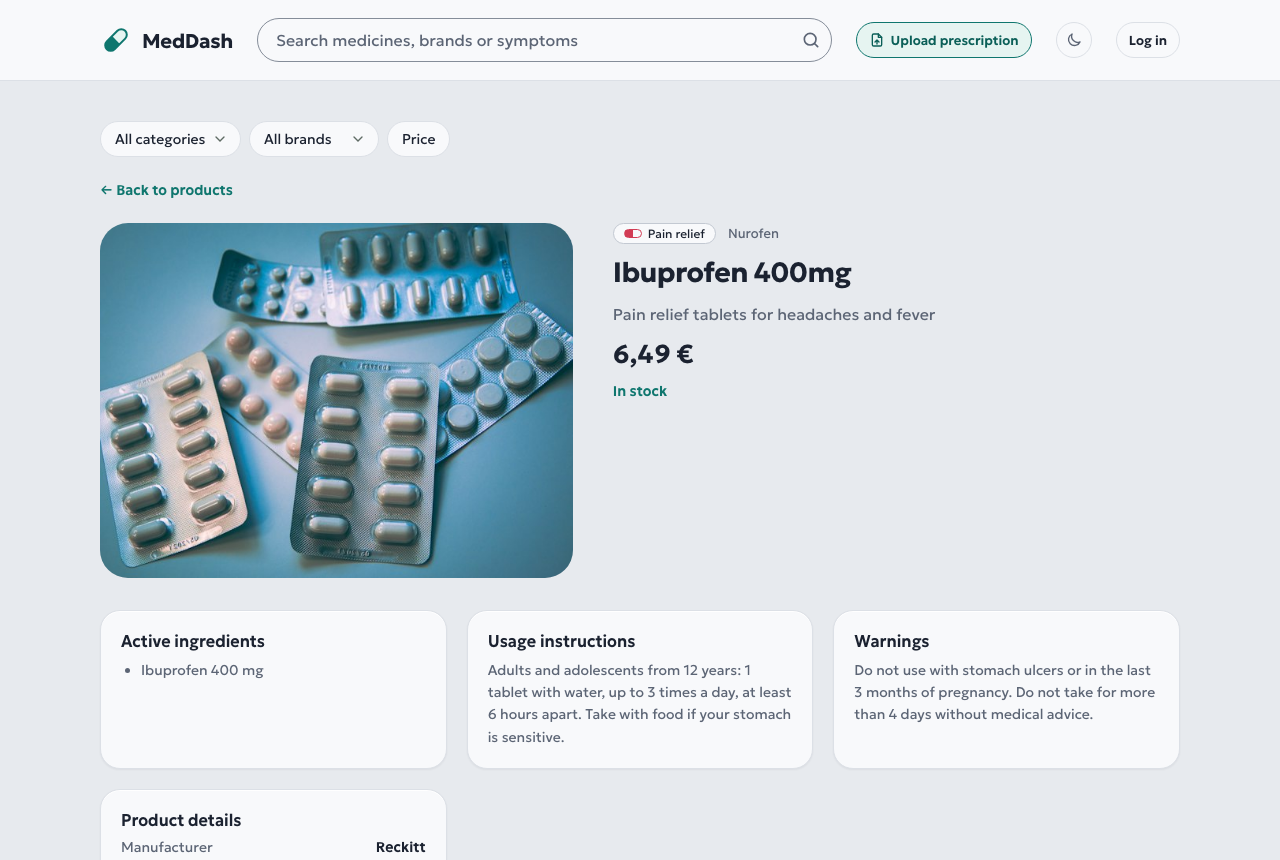 MedDash
Search medicines, brands or symptoms
Upload prescription
Log in
All categories
All brands
Price
← Back to products
Pain relief
Nurofen
Ibuprofen 400mg
Pain relief tablets for headaches and fever
6,49 €
In stock
Active ingredients
• Ibuprofen 400 mg
Usage instructions
Adults and adolescents from 12 years: 1
tablet with water, up to 3 times a day, at least
6 hours apart. Take with food if your stomach
is sensitive.
Warnings
Do not use with stomach ulcers or in the last
3 months of pregnancy. Do not take for more
than 4 days without medical advice.
Product details
Manufacturer
Reckitt